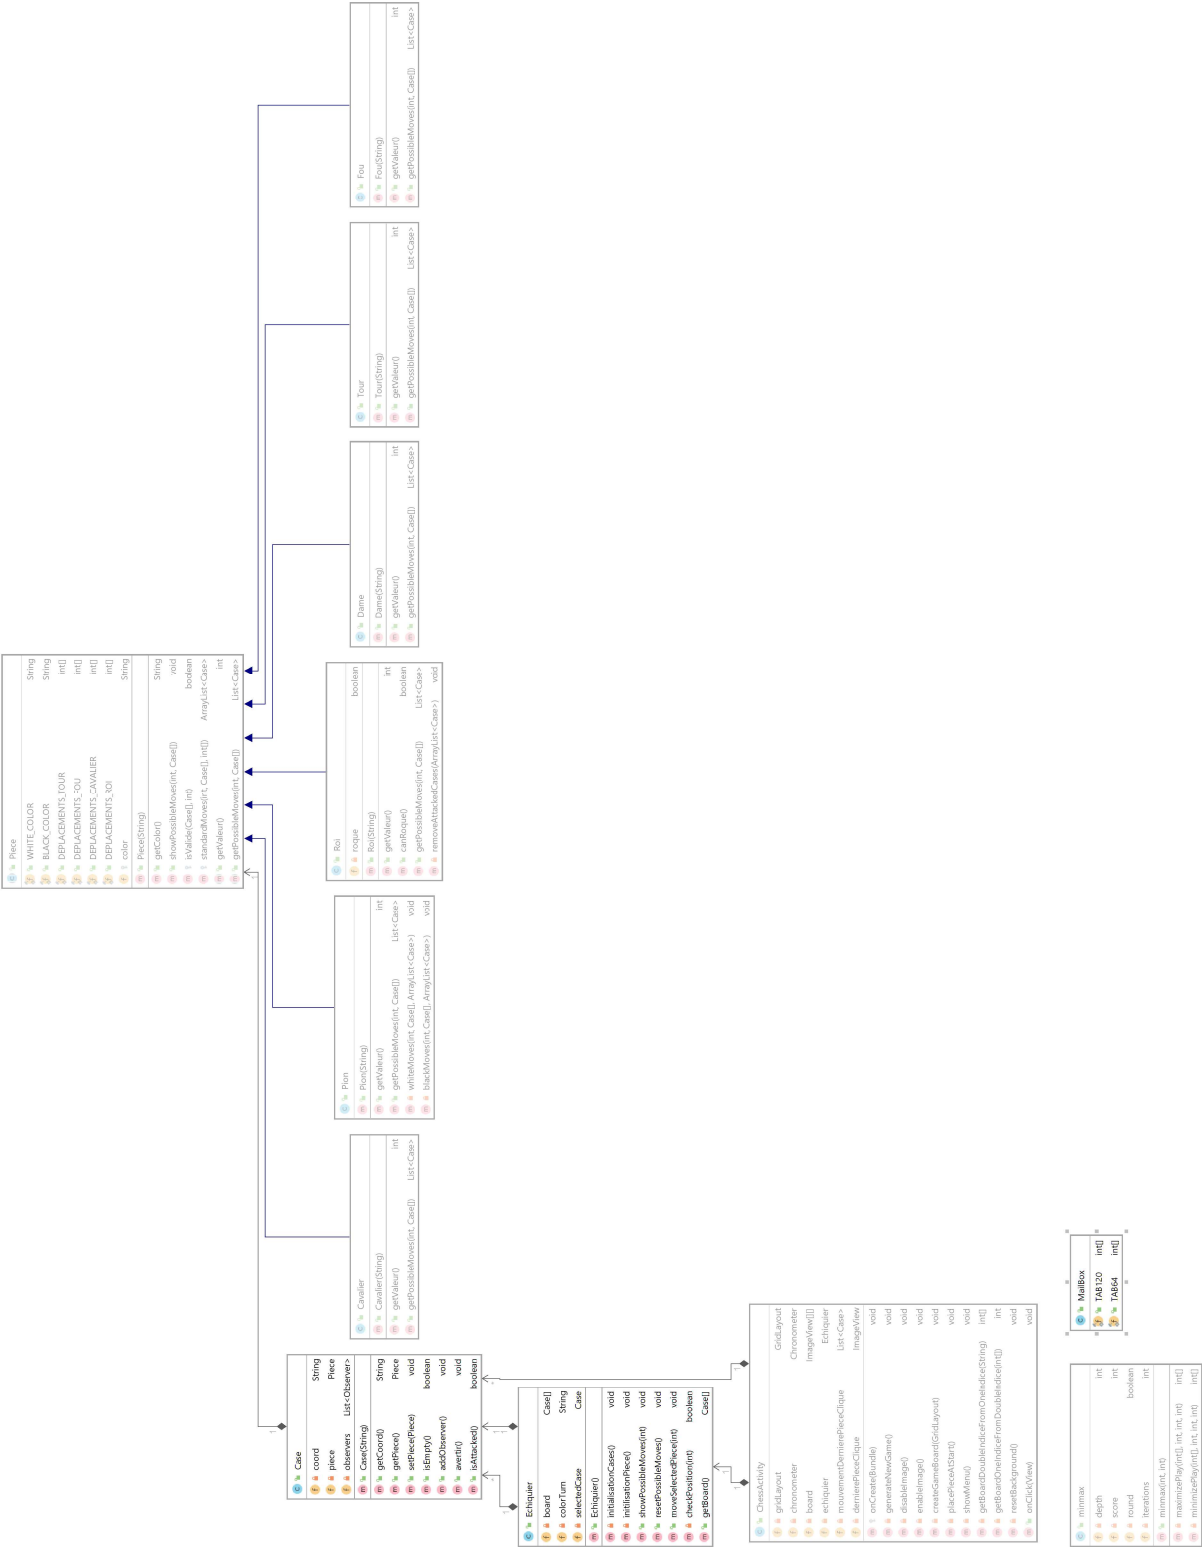 Piece
WHITE_COLOR String
BLACK_COLOR String
DEPLACEMENTS_TOUR int[]
DEPLACEMENTS_FOU int[]
DEPLACEMENTS_CAVALIER int[]
DEPLACEMENTS_ROI int[]
color String
Piece(String)
getColor() String
showPossibleMoves(int, Case[]) void
isValide(Case[], int) boolean
standardMoves(int, Case[], int[]) ArrayList<Case>
getValeur() int
getPossibleMoves(int, Case[]) List<Case>
Case
coord String
piece Piece
observers List<Observer>
Case(String)
getCoord() String
getPiece() Piece
setPiece(Piece) void
isEmpty() boolean
addObserver() void
avertir() void
isAttacked() boolean
Cavalier
Cavalier(String)
getValeur() int
getPossibleMoves(int, Case[]) List<Case>
Pion
Pion(String)
getValeur() int
getPossibleMoves(int, Case[]) List<Case>
whiteMoves(int, Case[], ArrayList<Case>) void
blackMoves(int, Case[], ArrayList<Case>) void
Roi
roque boolean
Roi(String)
getValeur() int
canRoque() boolean
getPossibleMoves(int, Case[]) List<Case>
removeAttackedCases(ArrayList<Case>) void
Dame
Dame(String)
getValeur() int
getPossibleMoves(int, Case[]) List<Case>
Tour
Tour(String)
getValeur() int
getPossibleMoves(int, Case[]) List<Case>
Fou
Fou(String)
getValeur() int
getPossibleMoves(int, Case[]) List<Case>
Echiquier
board Case[]
colorTurn String
selectedCase Case
Echiquier()
initialisationCases() void
initilisationPiece() void
showPossibleMoves(int) void
resetPossibleMoves() void
moveSelectedPiece(int) void
checkPosition(int) boolean
getBoard() Case[]
ChessActivity
gridLayout GridLayout
chronometer Chronometer
board ImageView[][]
echiquier Echiquier
mouvementDernierePieceClique List<Case>
dernierePieceClique ImageView
onCreate(Bundle) void
generateNewGame() void
disableImage() void
enableImage() void
createGameBoard(GridLayout) void
placePieceAtStart() void
showMenu() void
getBoardDoubleIndiceFromOneIndice(String) int[]
getBoardOneIndiceFromDoubleIndice(int[]) int
resetBackground() void
onClick(View) void
minmax
depth int
score int
round boolean
iterations int
minmax(int, int)
maximizePlay(int[], int, int) int[]
minimizePlay(int[], int, int) int[]
MailBox
TAB120 int[]
TAB64 int[]